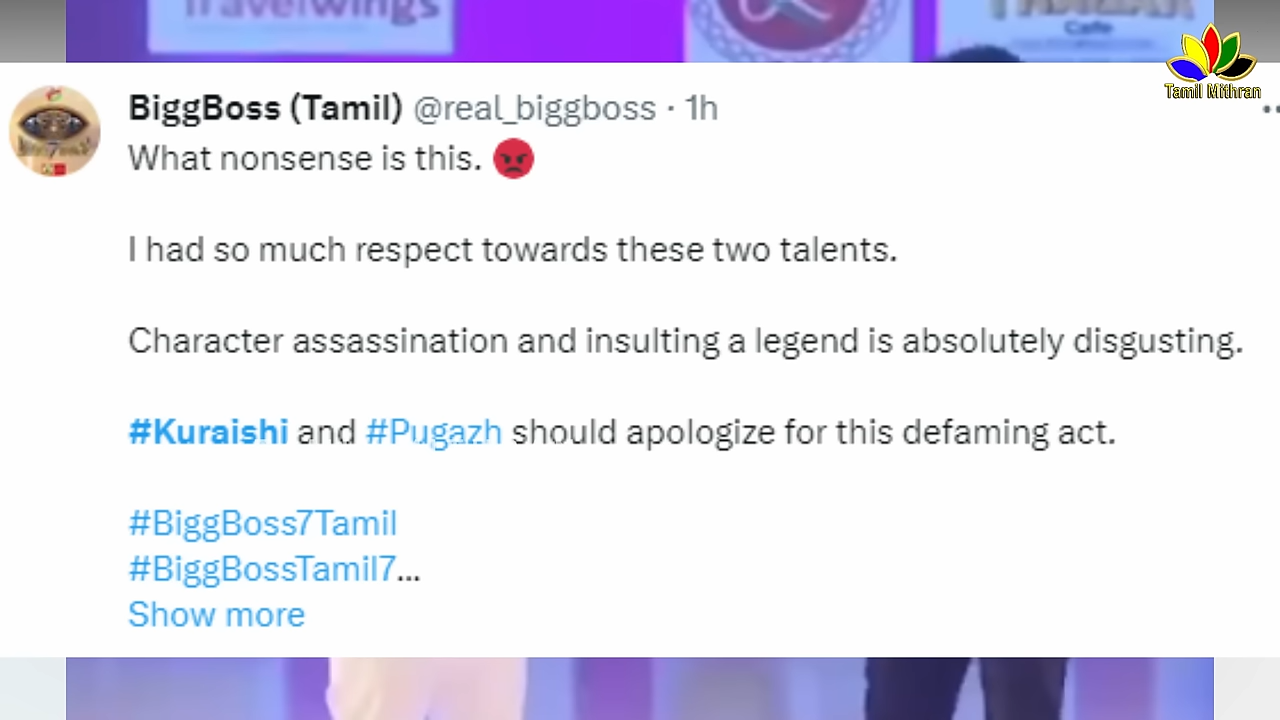 Travelwings
Cafe
Tamil Mithran
BiggBoss (Tamil) @real_biggboss · 1h
What nonsense is this. 😡
I had so much respect towards these two talents.
Character assassination and insulting a legend is absolutely disgusting.
#Kuraishi and #Pugazh should apologize for this defaming act.
#BiggBoss7Tamil
#BiggBossTamil7...
Show more